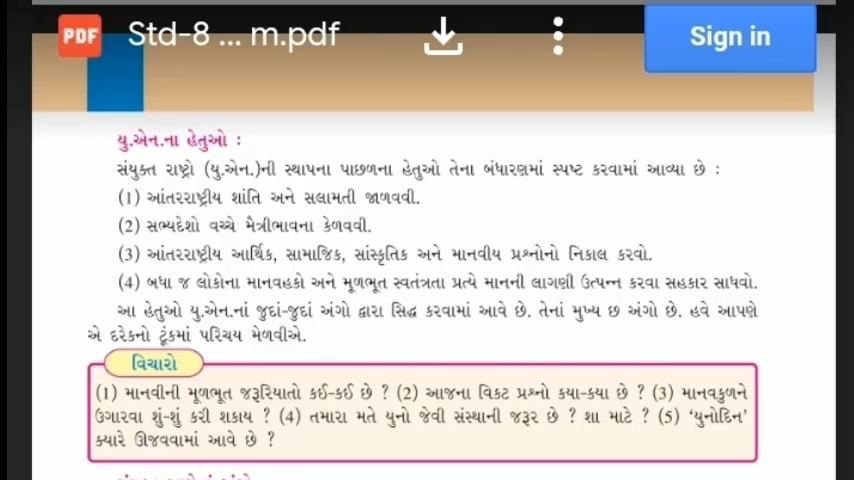 PDF Std-8 ... m.pdf Sign in
યુ.એન.ના હેતુઓ :
સંયુક્ત રાષ્ટ્રો (યુ.એન.)ની સ્થાપના પાછળના હેતુઓ તેના બંધારણમાં સ્પષ્ટ કરવામાં આવ્યા છે :
(1) આંતરરાષ્ટ્રીય શાંતિ અને સલામતી જાળવવી.
(2) સભ્યદેશો વચ્ચે મૈત્રીભાવના કેળવવી.
(3) આંતરરાષ્ટ્રીય આર્થિક, સામાજિક, સાંસ્કૃતિક અને માનવીય પ્રશ્નોનો નિકાલ કરવો.
(4) બધા જ લોકોના માનવહકો અને મૂળભૂત સ્વતંત્રતા પ્રત્યે માનની લાગણી ઉત્પન્ન કરવા સહકાર સાધવો.
આ હેતુઓ યુ.એન.નાં જુદાં-જુદાં અંગો દ્વારા સિદ્ધ કરવામાં આવે છે. તેનાં મુખ્ય છ અંગો છે. હવે આપણે
એ દરેકનો ટૂંકમાં પરિચય મેળવીએ.
વિચારો
(1) માનવીની મૂળભૂત જરૂરિયાતો કઈ-કઈ છે ? (2) આજના વિકટ પ્રશ્નો કયા-કયા છે ? (3) માનવકુળને
ઉગારવા શું-શું કરી શકાય ? (4) તમારા મતે યુનો જેવી સંસ્થાની જરૂર છે ? શા માટે ? (5) ‘યુનોદિન’
ક્યારે ઊજવવામાં આવે છે ?